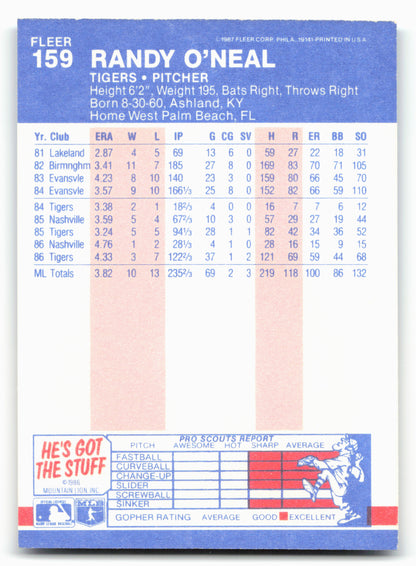 FLEER
159
RANDY O'NEAL
TIGERS • PITCHER
Height 6'2", Weight 195, Bats Right, Throws Right
Born 8-30-60, Ashland, KY
Home West Palm Beach, FL
© 1987 FLEER CORP. PHILA., 19141-PRINTED IN U.S.A.
Yr. Club ERA W L IP G CG SV H R ER BB SO
81 Lakeland 2.87 4 5 69 13 6 0 59 27 22 18 31
82 Birmnghm 3.41 11 7 185 27 8 0 169 83 70 71 105
83 Evansvle 4.23 8 10 140 23 3 0 159 80 66 45 70
84 Evansvle 3.57 9 10 166⅓ 25 8 0 152 82 66 59 110
84 Tigers 3.38 2 1 18⅔ 4 0 0 16 7 7 6 12
85 Nashville 3.59 5 4 67⅔ 10 3 0 57 29 27 19 44
85 Tigers 3.24 5 5 94⅓ 28 1 1 82 42 34 36 52
86 Nashville 4.76 1 2 28⅓ 4 1 0 28 16 15 9 15
86 Tigers 4.33 3 7 122⅔ 37 1 2 121 69 59 44 68
ML Totals 3.82 10 13 235⅔ 69 2 3 219 118 100 86 132
HE'S GOT
THE STUFF
© 1986
MOUNTAIN LION, INC.
MAJOR LEAGUE BASEBALL
MLB
PRO SCOUTS REPORT
PITCH AWESOME HOT SHARP AVERAGE
FASTBALL
CURVEBALL
CHANGE-UP
SLIDER
SCREWBALL
SINKER
GOPHER RATING AVERAGE GOOD EXCELLENT